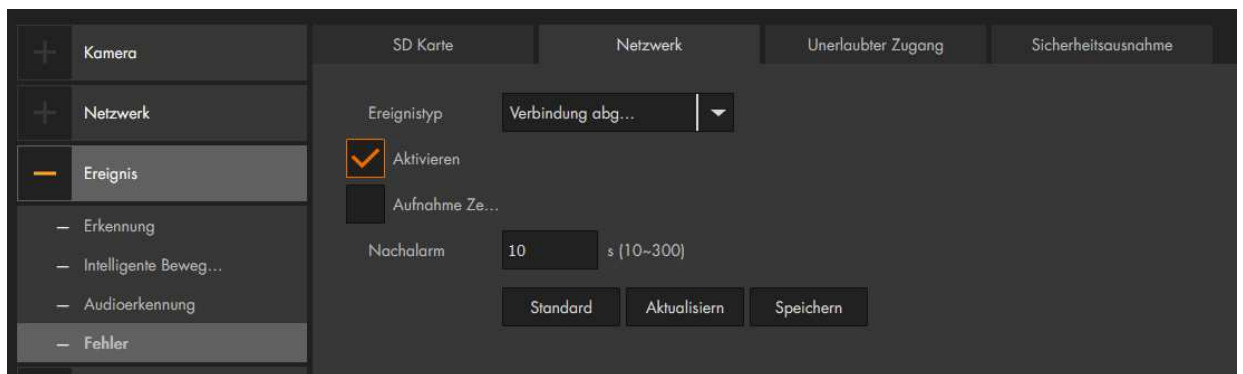 Kamera
Netzwerk
Ereignis
Erkennung
Intelligente Beweg...
Audioerkennung
Fehler
SD Karte Netzwerk Unerlaubter Zugang Sicherheitsausnahme
Ereignistyp Verbindung abg...
Aktivieren
Aufnahme Ze...
Nachalarm 10 s (10~300)
Standard Aktualisiern Speichern